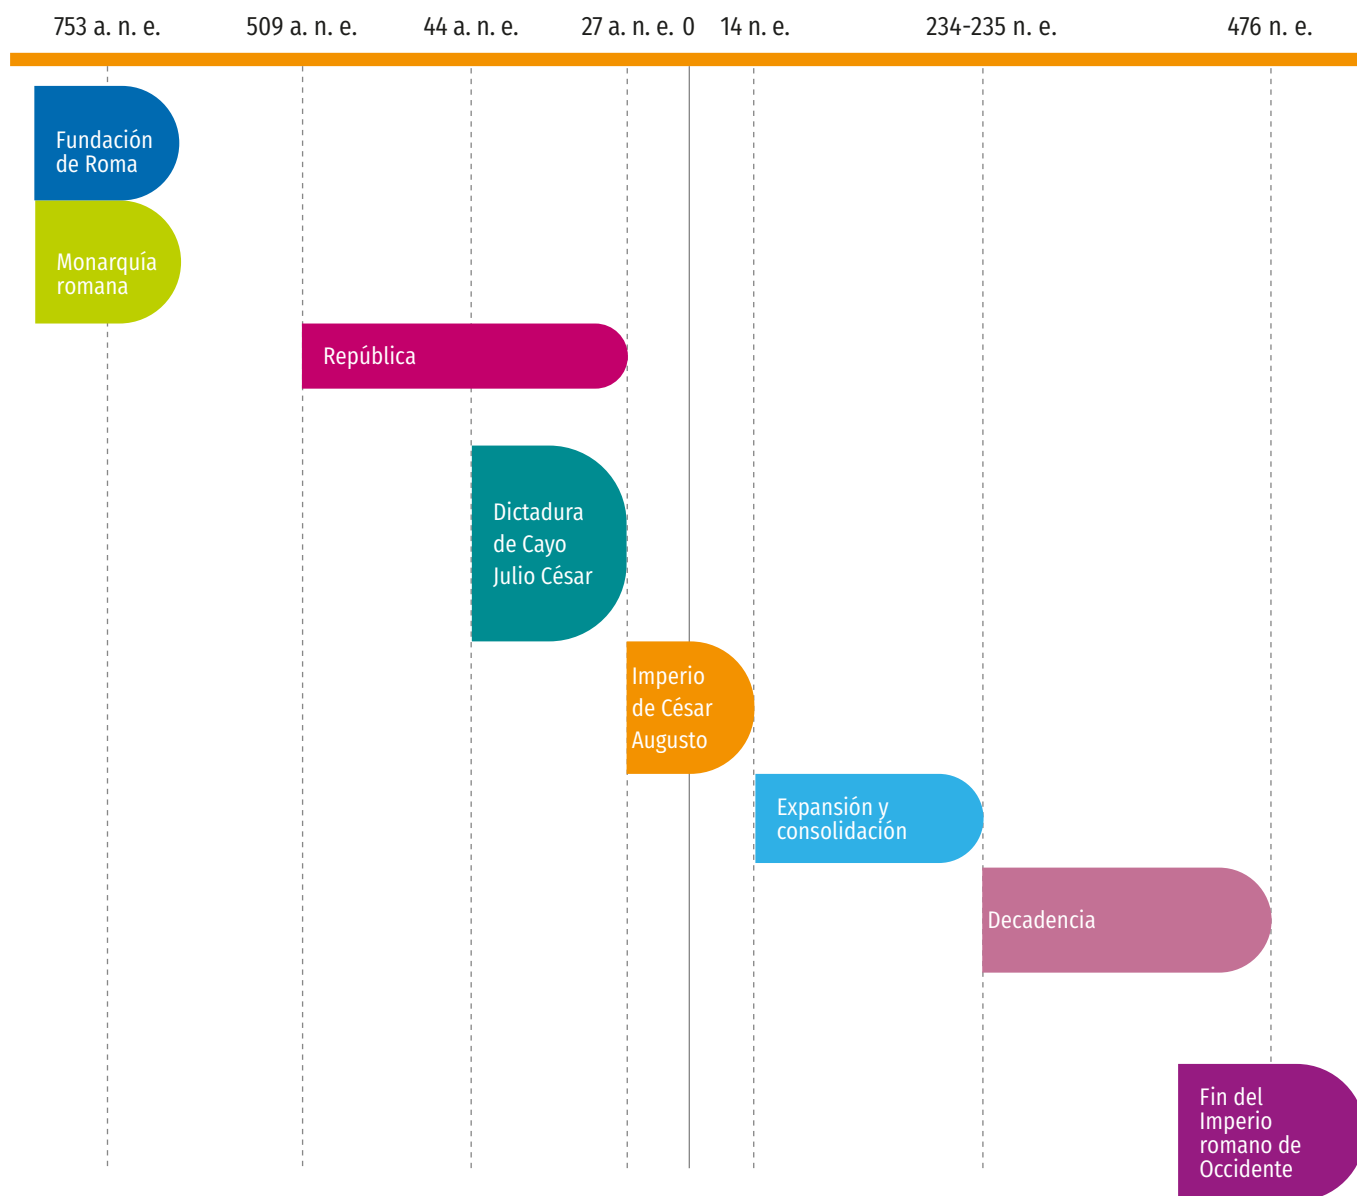 753 a. n. e. 509 a. n. e. 44 a. n. e. 27 a. n. e. 0 14 n. e. 234-235 n. e. 476 n. e.
Fundación
de Roma
Monarquía
romana
República
Dictadura
de Cayo
Julio César
Imperio
de César
Augusto
Expansión y
consolidación
Decadencia
Fin del
Imperio
romano de
Occidente